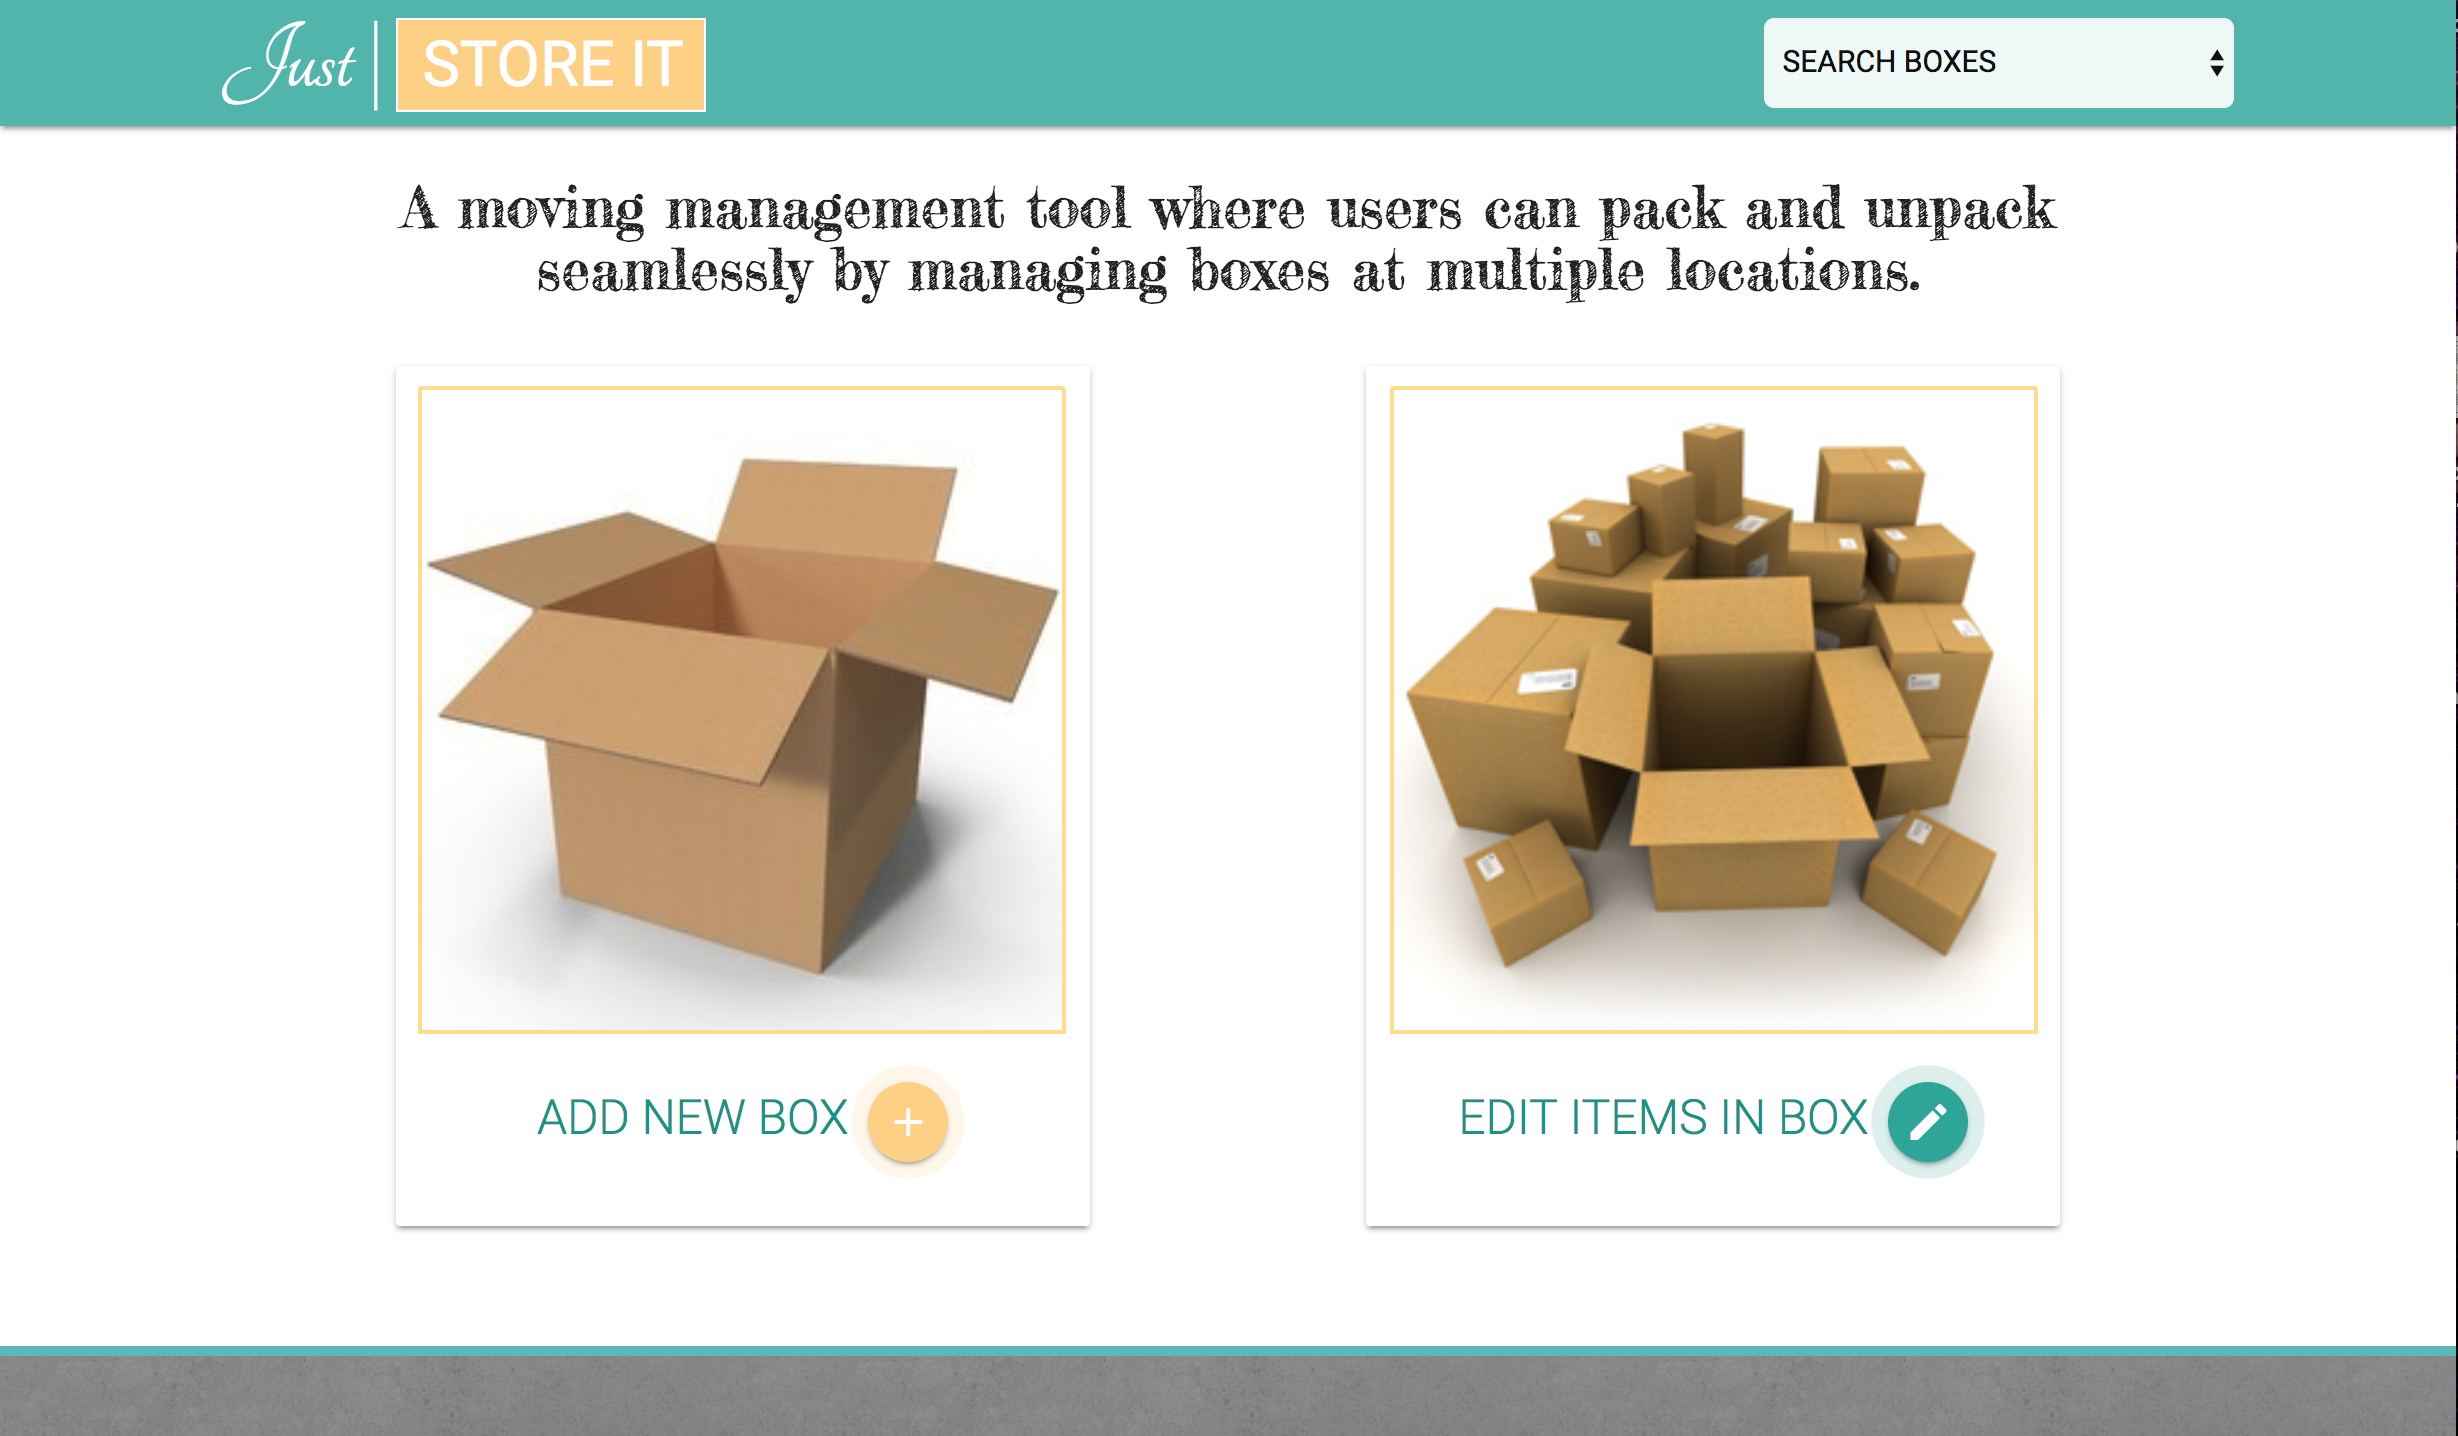 Just STORE IT
SEARCH BOXES
A moving management tool where users can pack and unpack
seamlessly by managing boxes at multiple locations.
ADD NEW BOX
EDIT ITEMS IN BOX